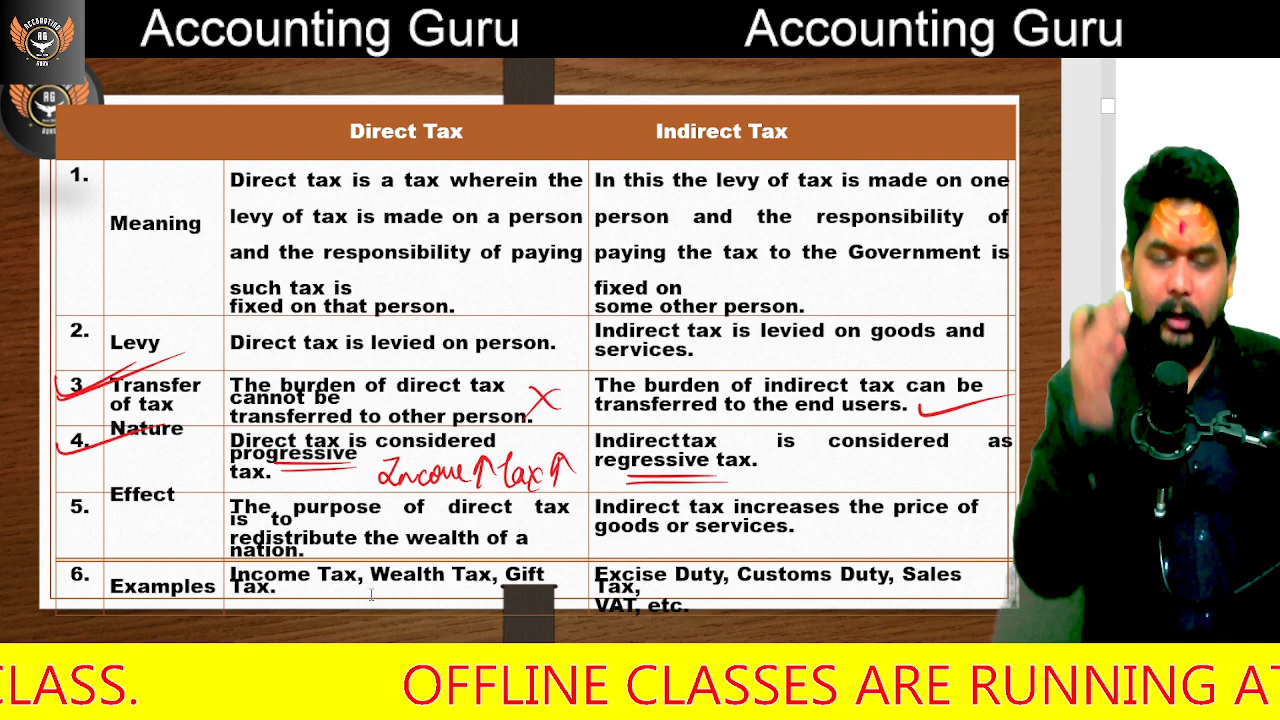 Accounting Guru
Accounting Guru
ACCOUNTING
AG
GURU
AG
Direct Tax
Indirect Tax
1.
Meaning
Direct tax is a tax wherein the
levy of tax is made on a person
and the responsibility of paying
such tax is
fixed on that person.
In this the levy of tax is made on one
person and the responsibility of
paying the tax to the Government is
fixed on
some other person.
2.
Levy
Direct tax is levied on person.
Indirect tax is levied on goods and
services.
3.
Transfer
of tax
The burden of direct tax
cannot be
transferred to other person.
The burden of indirect tax can be
transferred to the end users.
4.
Nature
Direct tax is considered
progressive
tax.
Income ↑ tax ↑
Indirect tax is considered as
regressive tax.
5.
Effect
The purpose of direct tax
is to
redistribute the wealth of a
nation.
Indirect tax increases the price of
goods or services.
6.
Examples
Income Tax, Wealth Tax, Gift
Tax.
Excise Duty, Customs Duty, Sales
Tax,
VAT, etc.
CLASS. OFFLINE CLASSES ARE RUNNING AT